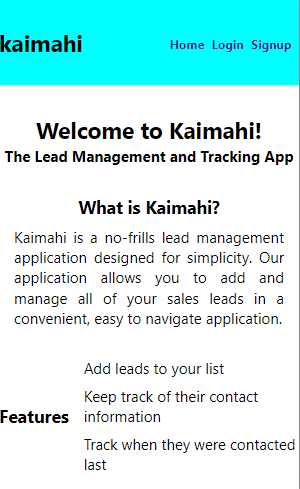 kaimahi
Home Login Signup
Welcome to Kaimahi!
The Lead Management and Tracking App
What is Kaimahi?
Kaimahi is a no-frills lead management
application designed for simplicity. Our
application allows you to add and
manage all of your sales leads in a
convenient, easy to navigate application.
Features
Add leads to your list
Keep track of their contact
information
Track when they were contacted
last